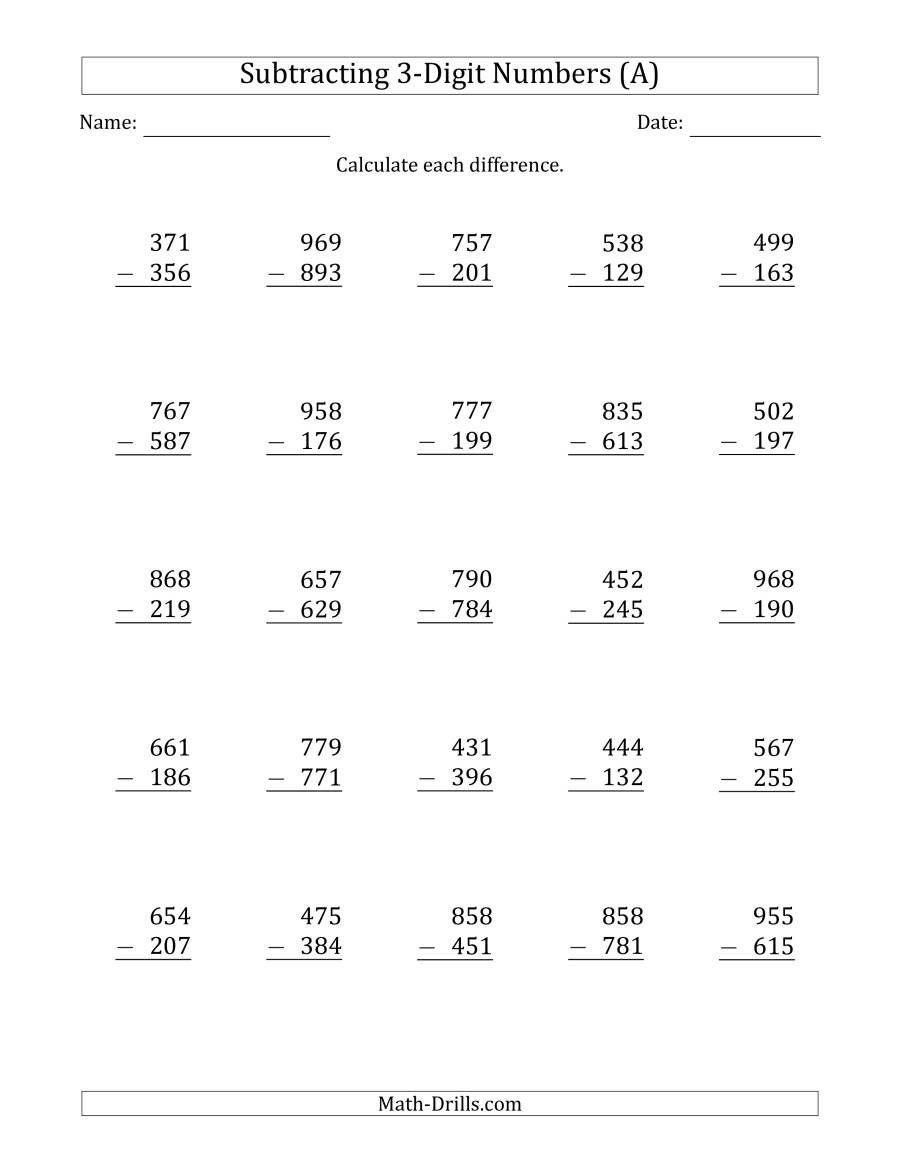 Subtracting 3-Digit Numbers (A)
Name: Date:
Calculate each difference.
371 969 757 538 499
− 356 − 893 − 201 − 129 − 163
767 958 777 835 502
− 587 − 176 − 199 − 613 − 197
868 657 790 452 968
− 219 − 629 − 784 − 245 − 190
661 779 431 444 567
− 186 − 771 − 396 − 132 − 255
654 475 858 858 955
− 207 − 384 − 451 − 781 − 615
Math-Drills.com